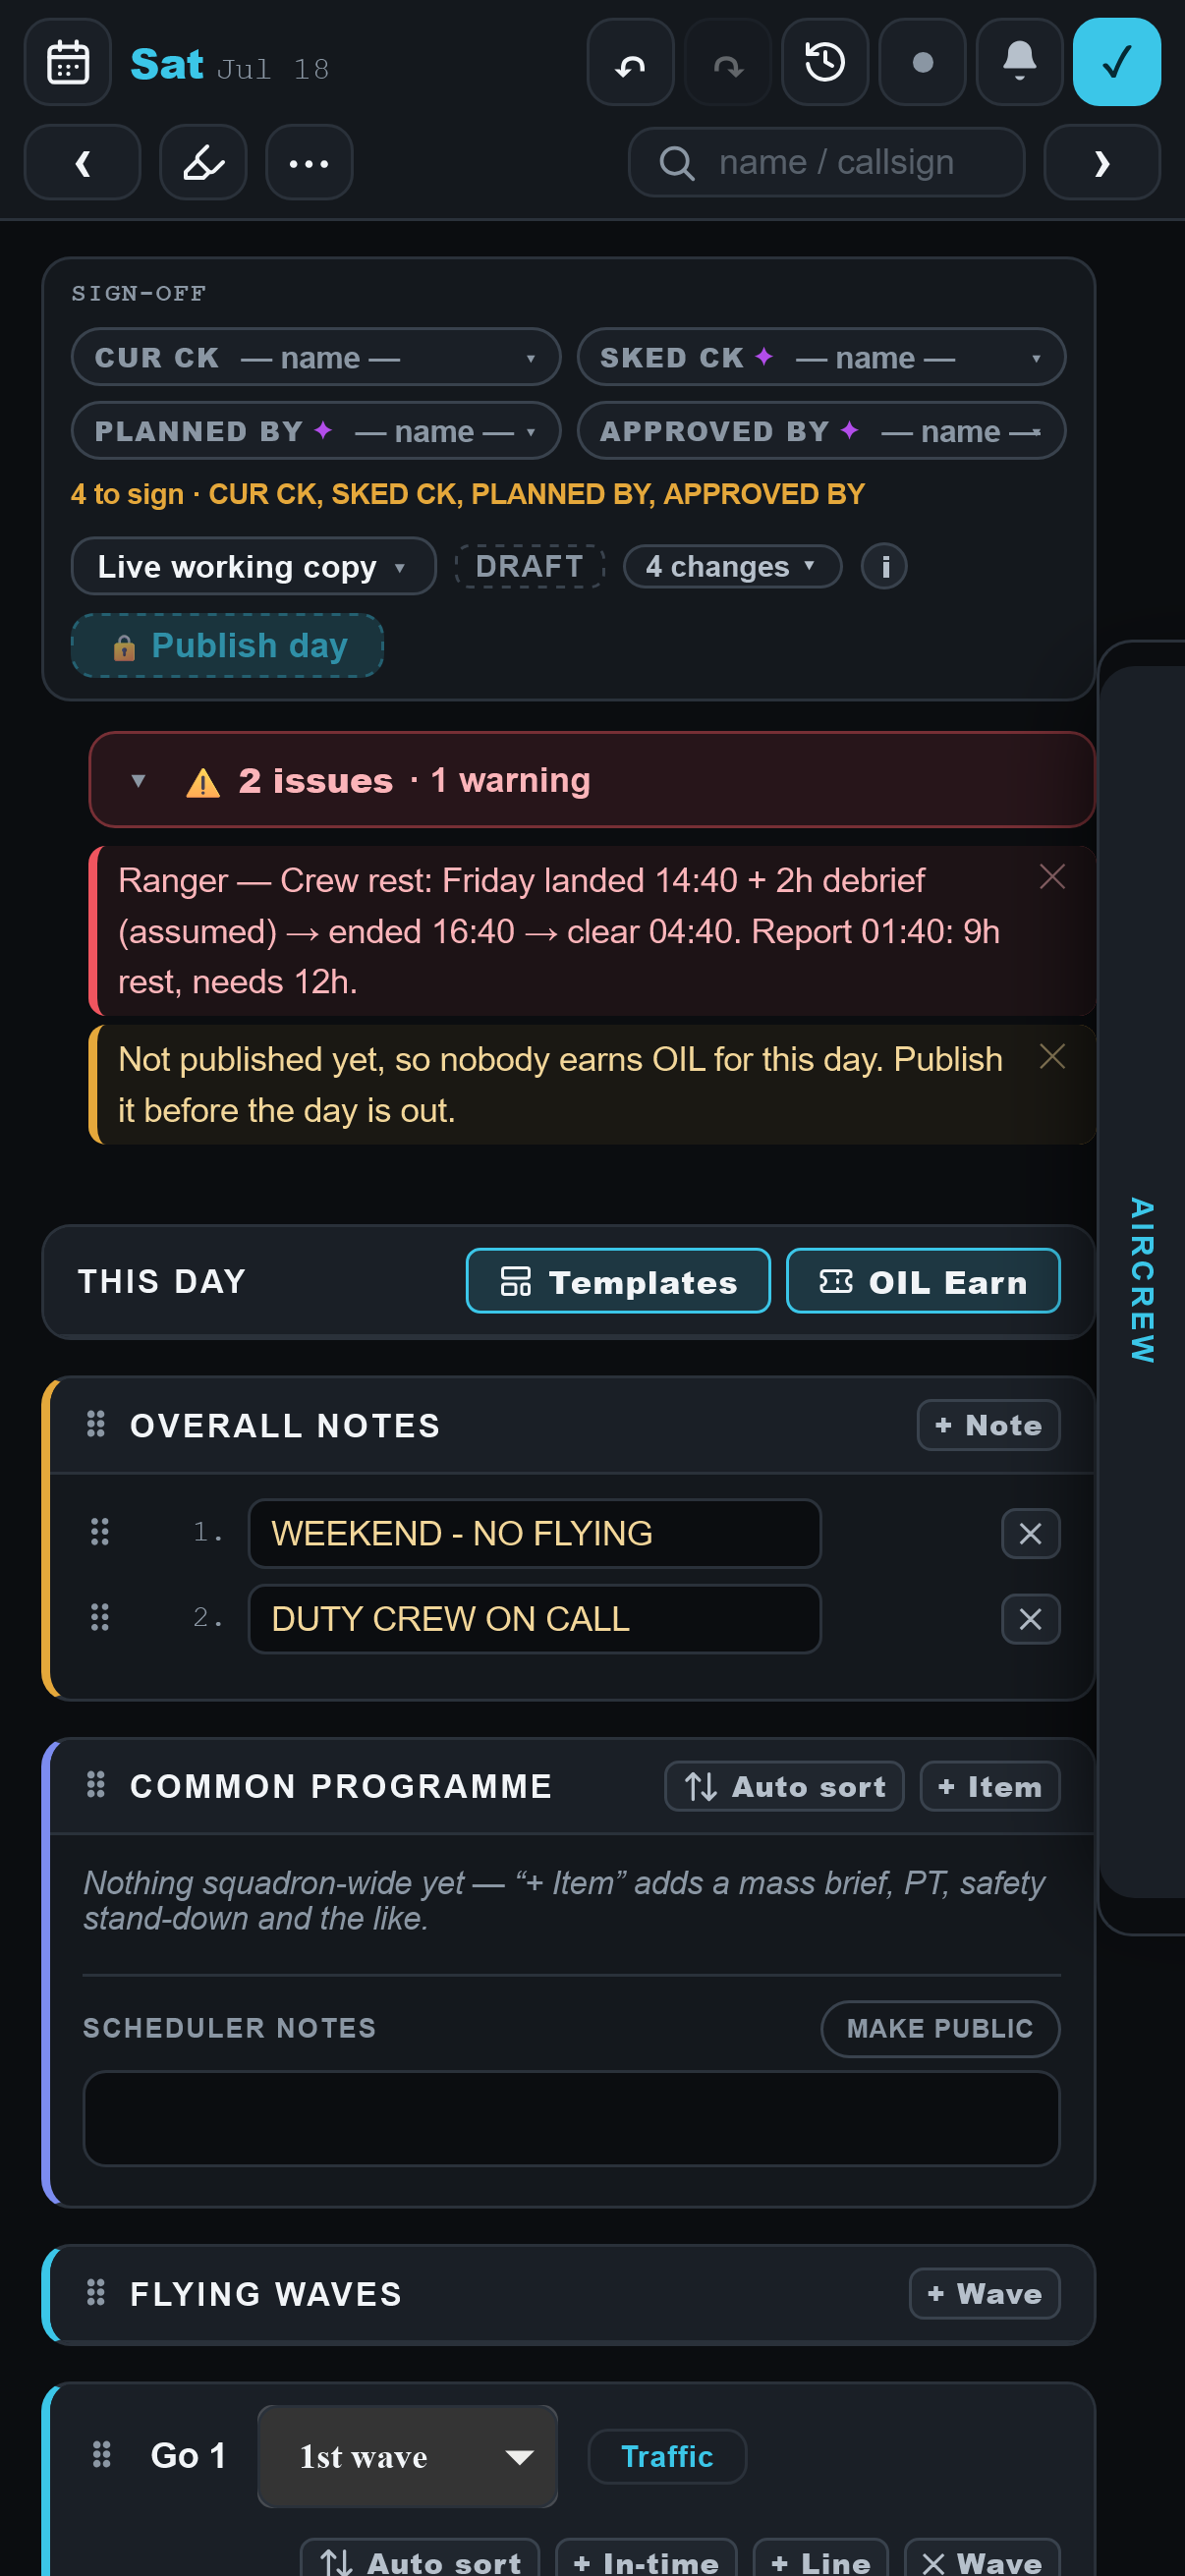 Sat Jul 18
name / callsign
SIGN-OFF
CUR CK — name —
SKED CK — name —
PLANNED BY — name —
APPROVED BY — name —
4 to sign · CUR CK, SKED CK, PLANNED BY, APPROVED BY
Live working copy DRAFT 4 changes i
Publish day
2 issues · 1 warning
Ranger — Crew rest: Friday landed 14:40 + 2h debrief
(assumed) → ended 16:40 → clear 04:40. Report 01:40: 9h
rest, needs 12h.
Not published yet, so nobody earns OIL for this day. Publish
it before the day is out.
AIRCREW
THIS DAY Templates OIL Earn
OVERALL NOTES + Note
1. WEEKEND - NO FLYING
2. DUTY CREW ON CALL
COMMON PROGRAMME Auto sort + Item
Nothing squadron-wide yet — “+ Item” adds a mass brief, PT, safety
stand-down and the like.
SCHEDULER NOTES MAKE PUBLIC
FLYING WAVES + Wave
Go 1 1st wave Traffic
Auto sort + In-time + Line × Wave